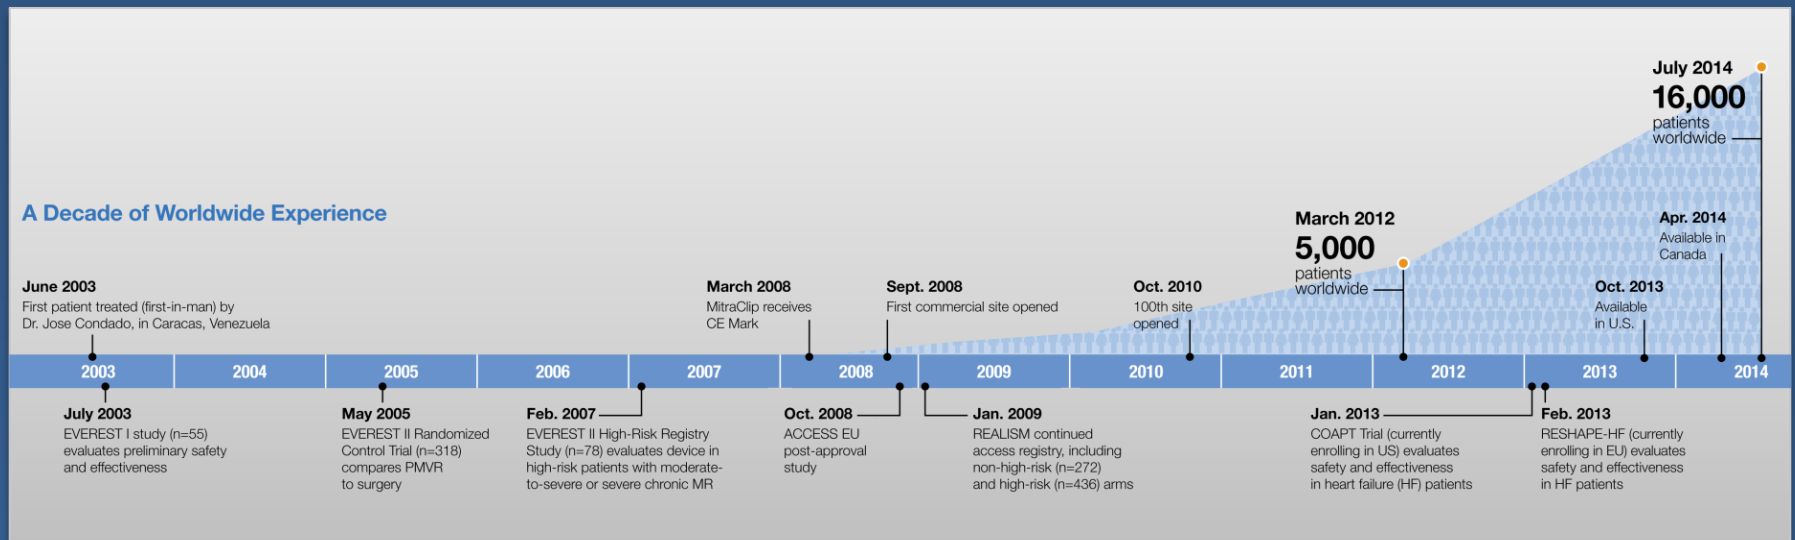 A Decade of Worldwide Experience
June 2003
First patient treated (first-in-man) by
Dr. Jose Condado, in Caracas, Venezuela
March 2008
MitraClip receives
CE Mark
Sept. 2008
First commercial site opened
Oct. 2010
100th site
opened
March 2012
5,000
patients
worldwide
Oct. 2013
Available
in U.S.
Apr. 2014
Available in
Canada
July 2014
16,000
patients
worldwide
2003 2004 2005 2006 2007 2008 2009 2010 2011 2012 2013 2014
July 2003
EVEREST I study (n=55)
evaluates preliminary safety
and effectiveness
May 2005
EVEREST II Randomized
Control Trial (n=318)
compares PMVR
to surgery
Feb. 2007
EVEREST II High-Risk Registry
Study (n=78) evaluates device in
high-risk patients with moderate-
to-severe or severe chronic MR
Oct. 2008
ACCESS EU
post-approval
study
Jan. 2009
REALISM continued
access registry, including
non-high-risk (n=272)
and high-risk (n=436) arms
Jan. 2013
COAPT Trial (currently
enrolling in US) evaluates
safety and effectiveness
in heart failure (HF) patients
Feb. 2013
RESHAPE-HF (currently
enrolling in EU) evaluates
safety and effectiveness
in HF patients